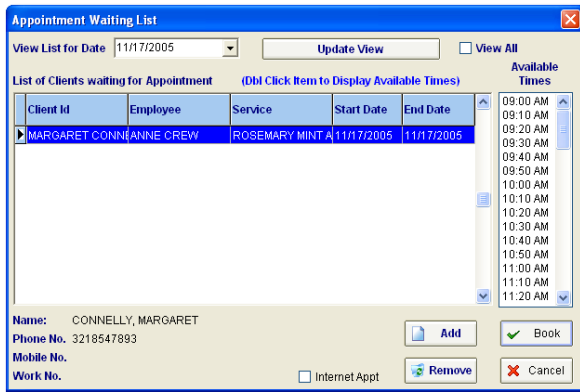 Appointment Waiting List
View List for Date 11/17/2005 Update View View All
List of Clients waiting for Appointment (Dbl Click Item to Display Available Times) Available Times
Client Id Employee Service Start Date End Date
MARGARET CONNE ANNE CREW ROSEMARY MINT A 11/17/2005 11/17/2005
09:00 AM
09:10 AM
09:20 AM
09:30 AM
09:40 AM
09:50 AM
10:00 AM
10:10 AM
10:20 AM
10:30 AM
10:40 AM
10:50 AM
11:00 AM
11:10 AM
11:20 AM
Name: CONNELLY, MARGARET
Phone No. 3218547893
Mobile No.
Work No.
Internet Appt
Add
Book
Remove
Cancel